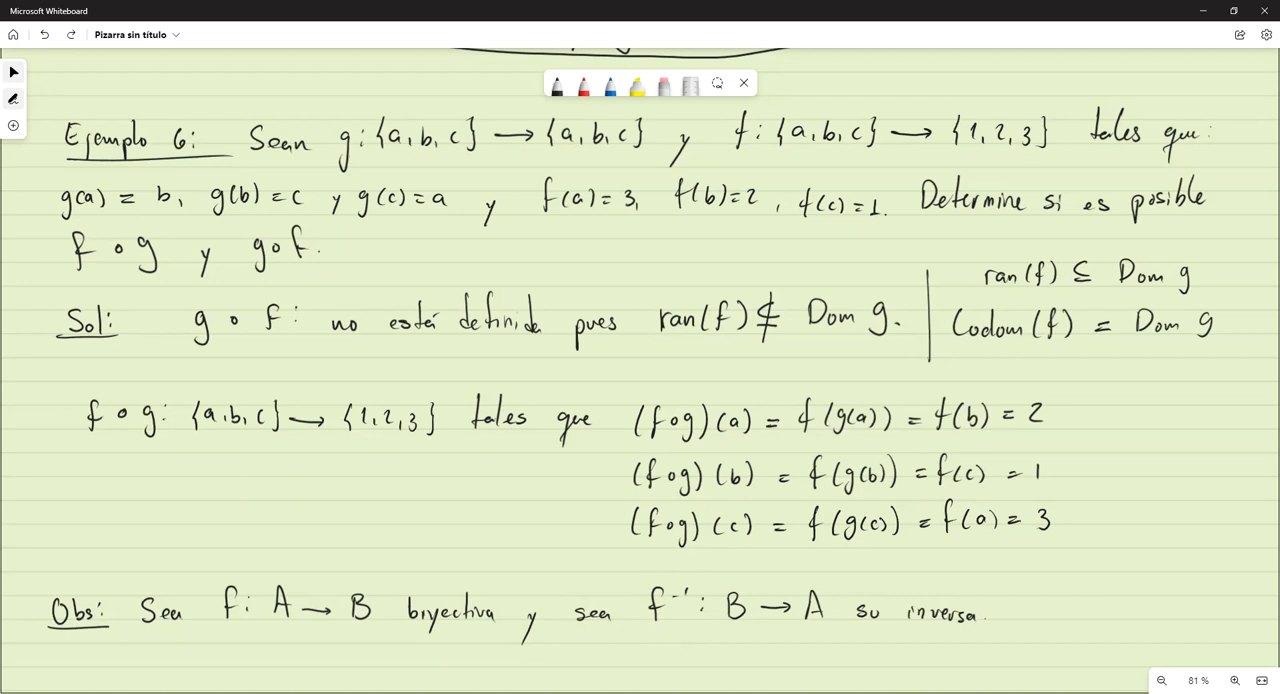 Microsoft Whiteboard
Pizarra sin título
Ejemplo 6: Sean g: {a, b, c} → {a, b, c} y f: {a, b, c} → {1, 2, 3} tales que:
g(a) = b, g(b) = c y g(c) = a y f(a) = 3, f(b) = 2, f(c) = 1. Determine si es posible
f ∘ g y g ∘ f.
Sol: g ∘ f: no está definida pues ran(f) ⊈ Dom g.
ran(f) ⊆ Dom g
Codom(f) = Dom g
f ∘ g: {a, b, c} → {1, 2, 3} tales que (f∘g)(a) = f(g(a)) = f(b) = 2
(f∘g)(b) = f(g(b)) = f(c) = 1
(f∘g)(c) = f(g(c)) = f(a) = 3
Obs: Sea f: A → B biyectiva y sea f⁻¹: B → A su inversa.
81 %